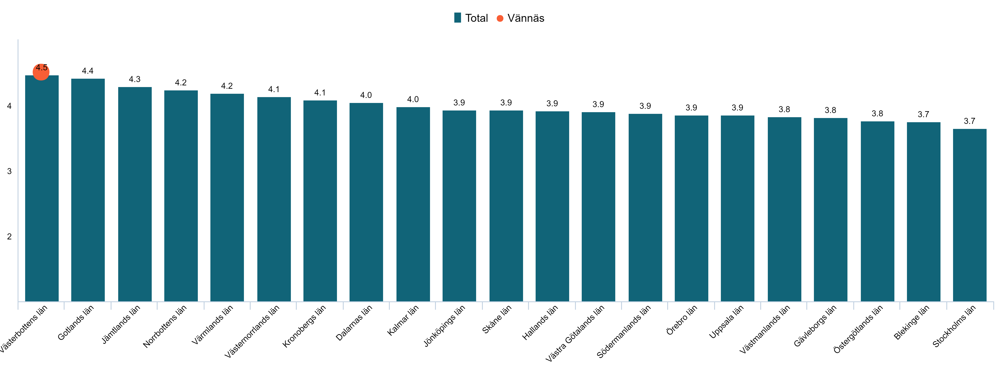 Total Vännäs
4.5 4.4 4.3 4.2 4.2 4.1 4.1 4.0 4.0 3.9 3.9 3.9 3.9 3.9 3.9 3.9 3.8 3.8 3.8 3.7 3.7
4
3
2
Västerbottens län
Gotlands län
Jämtlands län
Norrbottens län
Värmlands län
Västernorrlands län
Kronobergs län
Dalarnas län
Kalmar län
Jönköpings län
Skåne län
Hallands län
Västra Götalands län
Södermanlands län
Örebro län
Uppsala län
Västmanlands län
Gävleborgs län
Östergötlands län
Blekinge län
Stockholms län